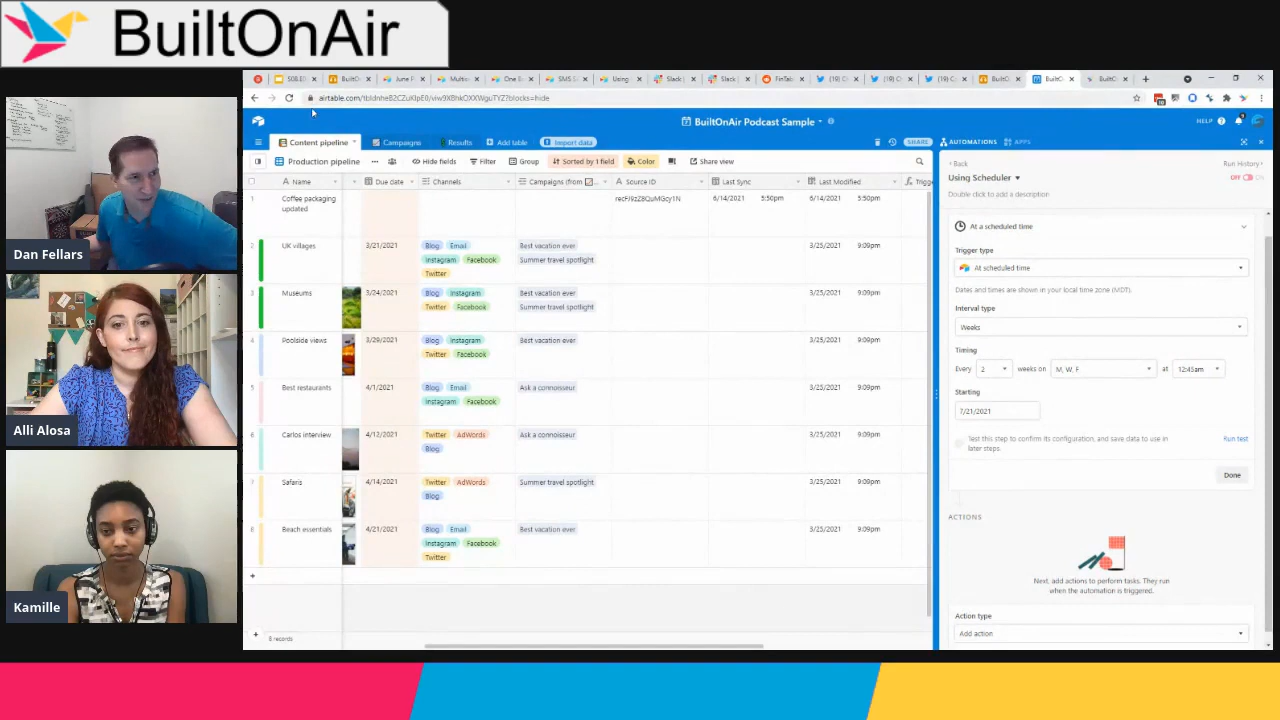 BuiltOnAir
Dan Fellars
Alli Alosa
Kamille
airtable.com/tbldnheB2CZuKlpE0/viw9XBhkOXXWguTYZ?blocks=hide
BuiltOnAir Podcast Sample
HELP
Content pipeline
Campaigns
Results
Add table
Import data
SHARE
AUTOMATIONS
APPS
Production pipeline
Hide fields
Filter
Group
Sorted by 1 field
Color
Share view
Name
Due date
Channels
Campaigns (from
Source ID
Last Sync
Last Modified
Trigge
1 Coffee packaging updated
recFJ9zZ8QuMGcy1N
6/14/2021 5:50pm
6/14/2021 5:50pm
UK villages
3/21/2021
Blog Email
Instagram Facebook
Twitter
Best vacation ever
Summer travel spotlight
3/25/2021 9:09pm
Museums
3/24/2021
Blog Instagram
Twitter Facebook
Best vacation ever
Summer travel spotlight
3/25/2021 9:09pm
4 Poolside views
3/29/2021
Blog Instagram
Twitter Facebook
Best vacation ever
3/25/2021 9:09pm
5 Best restaurants
4/1/2021
Blog Email
Instagram Facebook
Ask a connoisseur
3/25/2021 9:09pm
Carlos interview
4/12/2021
Twitter AdWords
Blog
Ask a connoisseur
3/25/2021 9:09pm
Safaris
4/14/2021
Twitter AdWords
Blog
Summer travel spotlight
3/25/2021 9:09pm
Beach essentials
4/21/2021
Blog Email
Instagram Facebook
Twitter
Best vacation ever
3/25/2021 9:09pm
8 records
Back
Run History
Using Scheduler
OFF ON
Double click to add a description
At a scheduled time
Trigger type
At scheduled time
Dates and times are shown in your local time zone (MDT).
Interval type
Weeks
Timing
Every 2 weeks on M, W, F at 12:45am
Starting
7/21/2021
Test this step to confirm its configuration, and save data to use in
later steps.
Run test
Done
ACTIONS
Next, add actions to perform tasks. They run
when the automation is triggered.
Action type
Add action